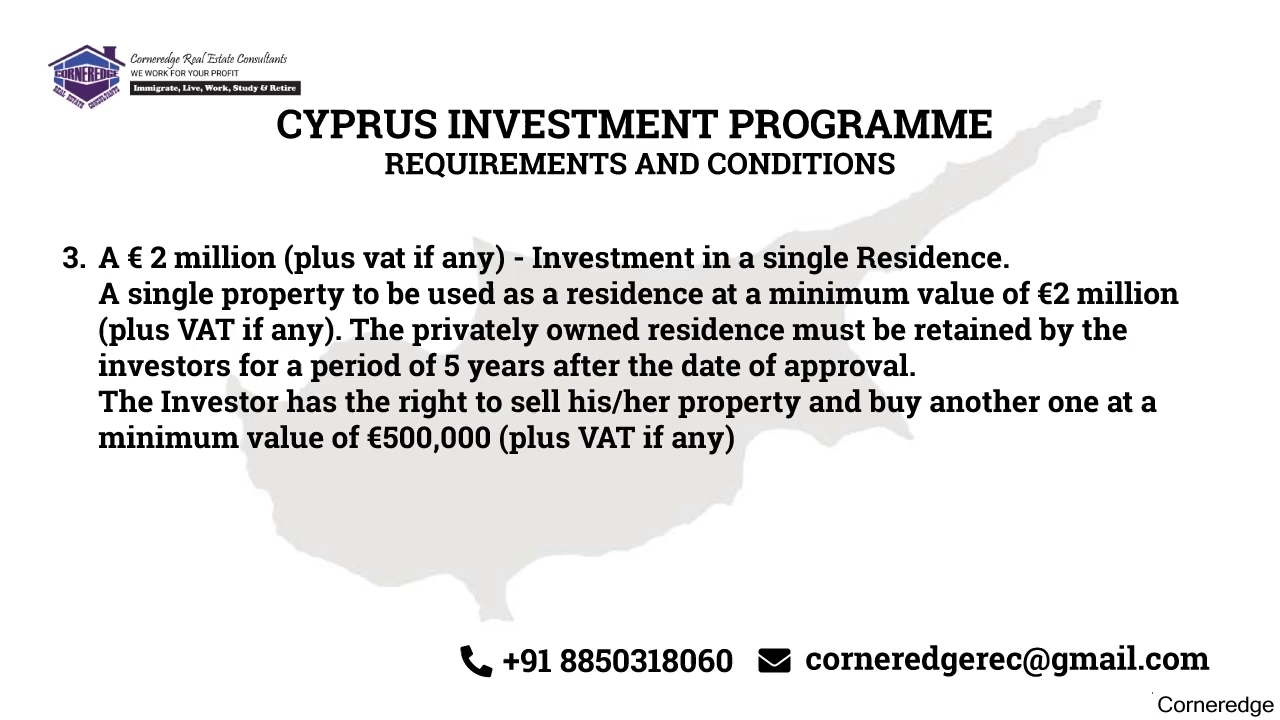 CORNEREDGE
REAL ESTATE CONSULTANTS
Corneredge Real Estate Consultants
WE WORK FOR YOUR PROFIT
Immigrate, Live, Work, Study & Retire
CYPRUS INVESTMENT PROGRAMME
REQUIREMENTS AND CONDITIONS
3. A € 2 million (plus vat if any) - Investment in a single Residence.
A single property to be used as a residence at a minimum value of €2 million
(plus VAT if any). The privately owned residence must be retained by the
investors for a period of 5 years after the date of approval.
The Investor has the right to sell his/her property and buy another one at a
minimum value of €500,000 (plus VAT if any)
+91 8850318060 corneredgerec@gmail.com
Corneredge